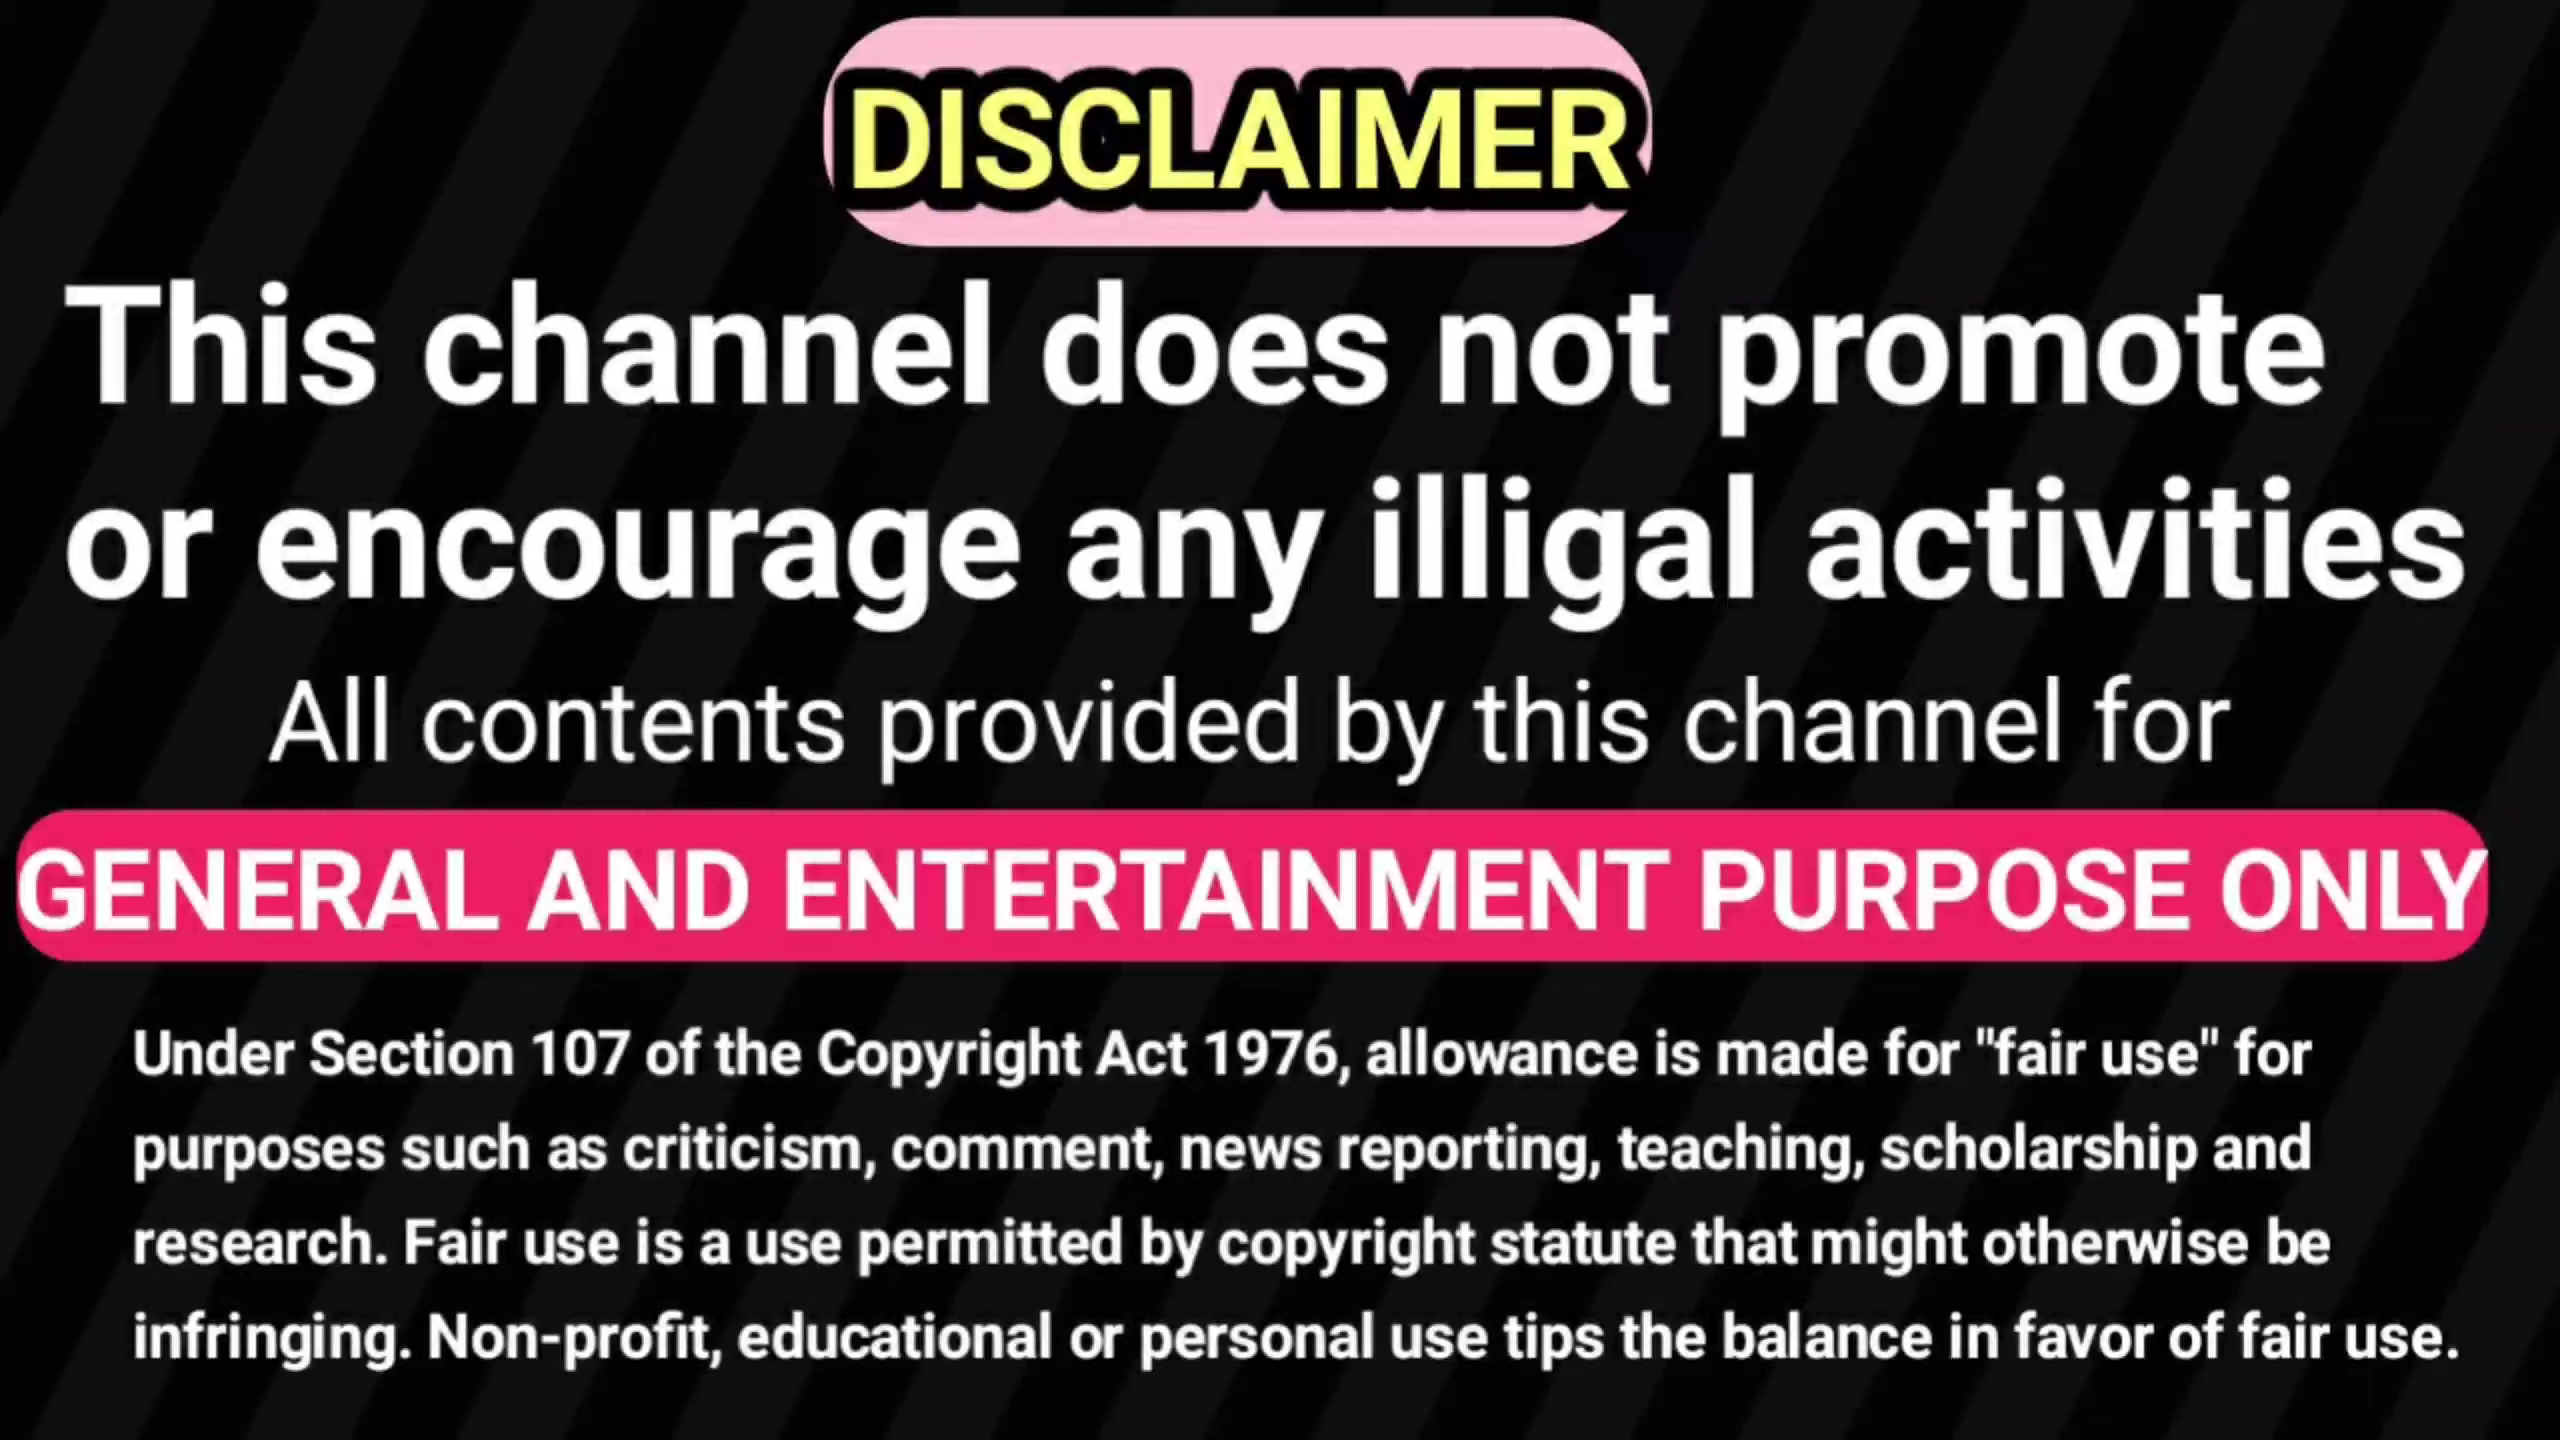 DISCLAIMER
This channel does not promote
or encourage any illigal activities
All contents provided by this channel for
GENERAL AND ENTERTAINMENT PURPOSE ONLY
Under Section 107 of the Copyright Act 1976, allowance is made for "fair use" for
purposes such as criticism, comment, news reporting, teaching, scholarship and
research. Fair use is a use permitted by copyright statute that might otherwise be
infringing. Non-profit, educational or personal use tips the balance in favor of fair use.